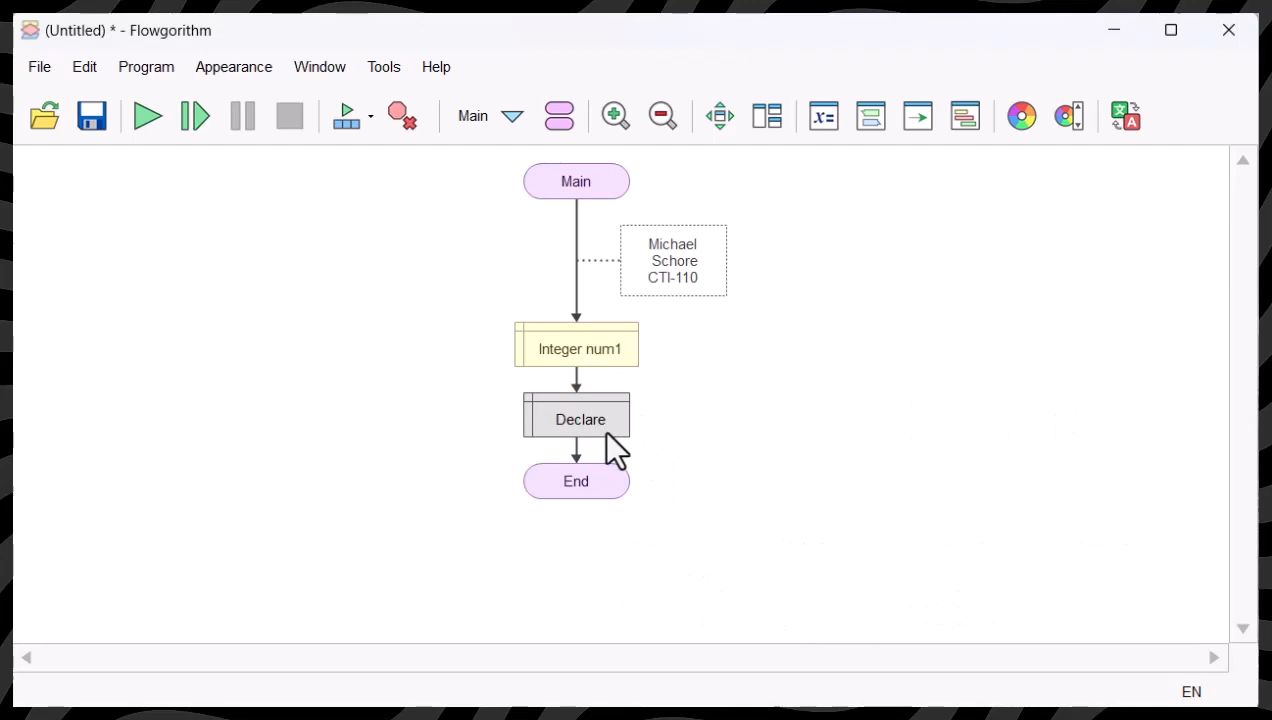 (Untitled) * - Flowgorithm
File Edit Program Appearance Window Tools Help
Main
x=
A
Main
Michael
Schore
CTI-110
Integer num1
Declare
End
EN